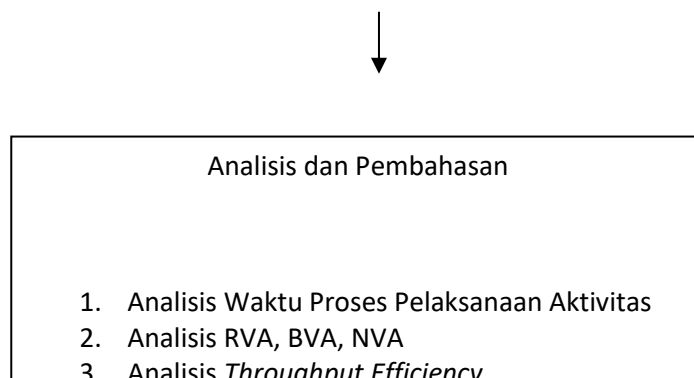 Analisis dan Pembahasan
1. Analisis Waktu Proses Pelaksanaan Aktivitas
2. Analisis RVA, BVA, NVA
3. Analisis Throughput Efficiency